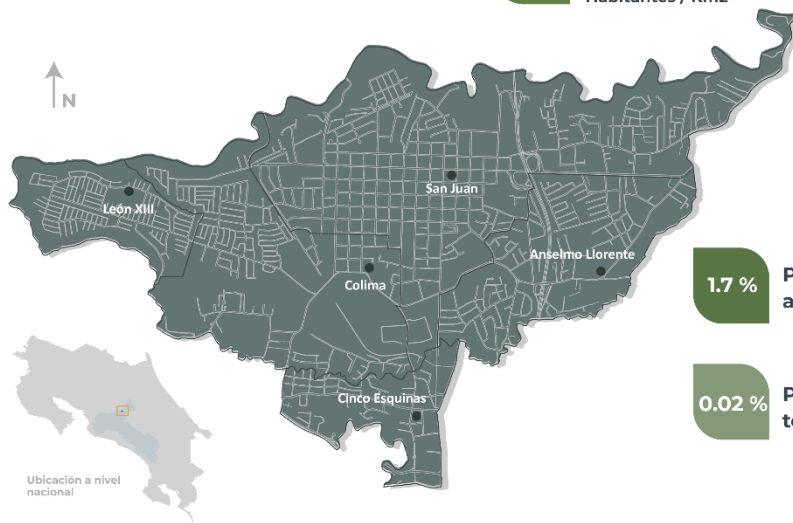 Habitantes / Km2
N
León XIII
San Juan
Anselmo Llorente
Colima
1.7 %
Cinco Esquinas
0.02 %
Ubicación a nivel
nacional